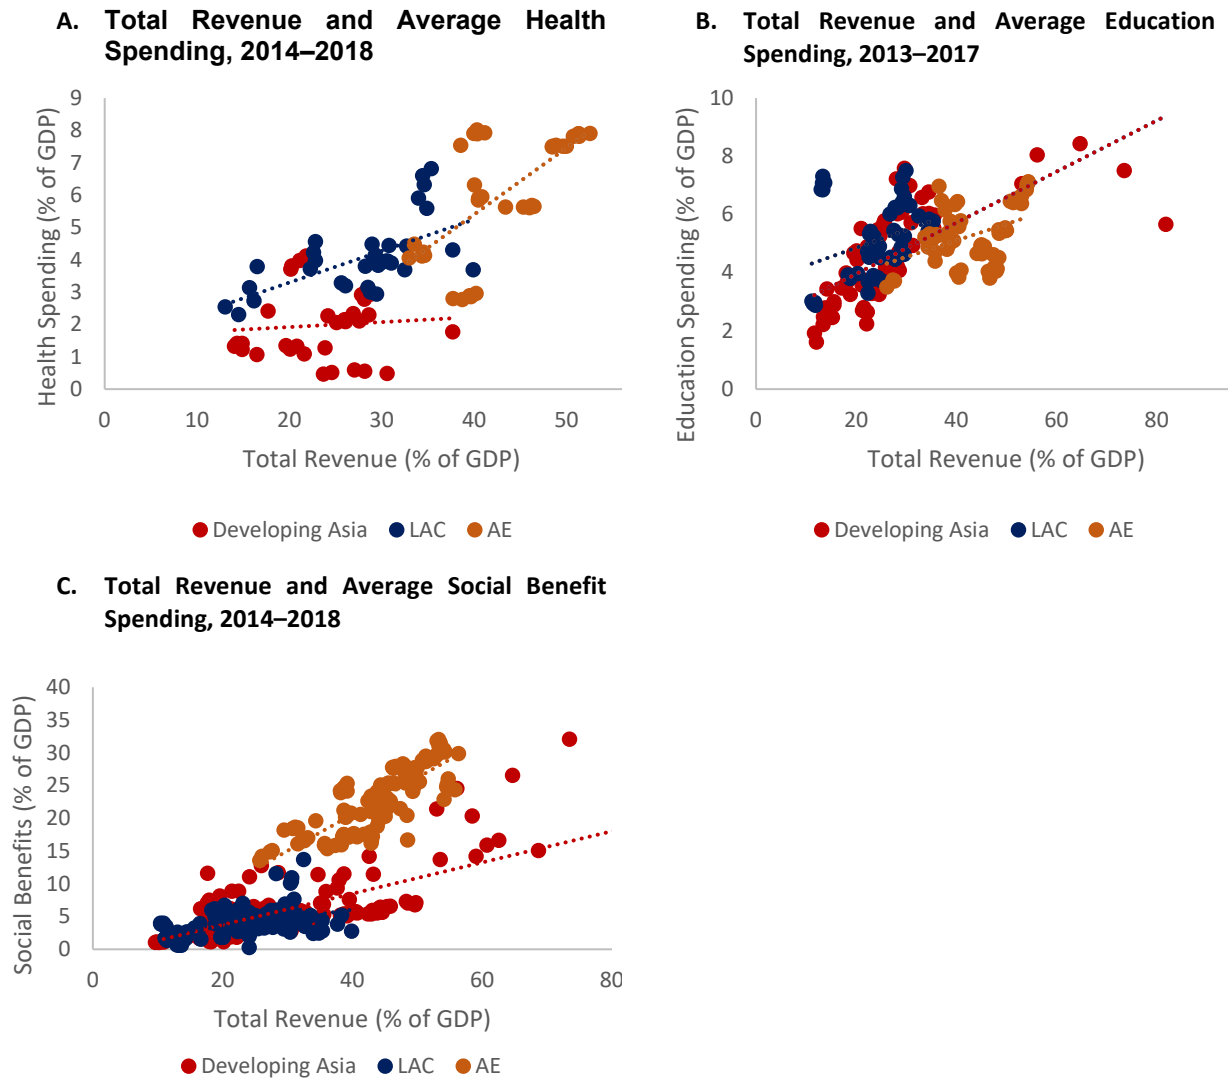 A. Total Revenue and Average Health
Spending, 2014–2018
9
8
7
6
5
4
3
2
1
0
Health Spending (% of GDP)
0 10 20 30 40 50
Total Revenue (% of GDP)
Developing Asia LAC AE
B. Total Revenue and Average Education
Spending, 2013–2017
10
8
6
4
2
0
Education Spending (% of GDP)
0 20 40 60 80
Total Revenue (% of GDP)
Developing Asia LAC AE
C. Total Revenue and Average Social Benefit
Spending, 2014–2018
40
35
30
25
20
15
10
5
0
Social Benefits (% of GDP)
0 20 40 60 80
Total Revenue (% of GDP)
Developing Asia LAC AE